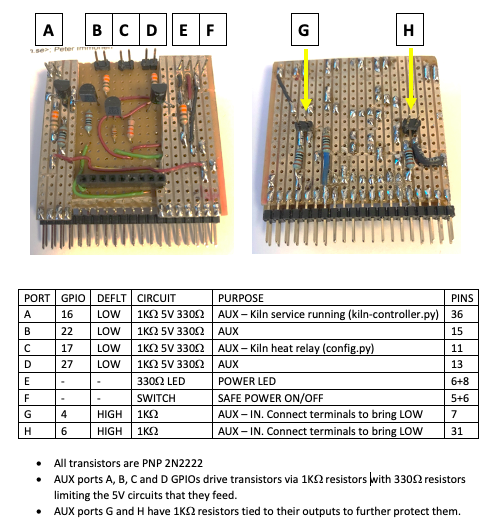 A B C D E F G H
PORT GPIO DEFLT CIRCUIT PURPOSE PINS
A 16 LOW 1KΩ 5V 330Ω AUX – Kiln service running (kiln-controller.py) 36
B 22 LOW 1KΩ 5V 330Ω AUX 15
C 17 LOW 1KΩ 5V 330Ω AUX – Kiln heat relay (config.py) 11
D 27 LOW 1KΩ 5V 330Ω AUX 13
E - - 330Ω LED POWER LED 6+8
F - - SWITCH SAFE POWER ON/OFF 5+6
G 4 HIGH 1KΩ AUX – IN. Connect terminals to bring LOW 7
H 6 HIGH 1KΩ AUX – IN. Connect terminals to bring LOW 31
• All transistors are PNP 2N2222
• AUX ports A, B, C and D GPIOs drive transistors via 1KΩ resistors with 330Ω resistors
limiting the 5V circuits that they feed.
• AUX ports G and H have 1KΩ resistors tied to their outputs to further protect them.